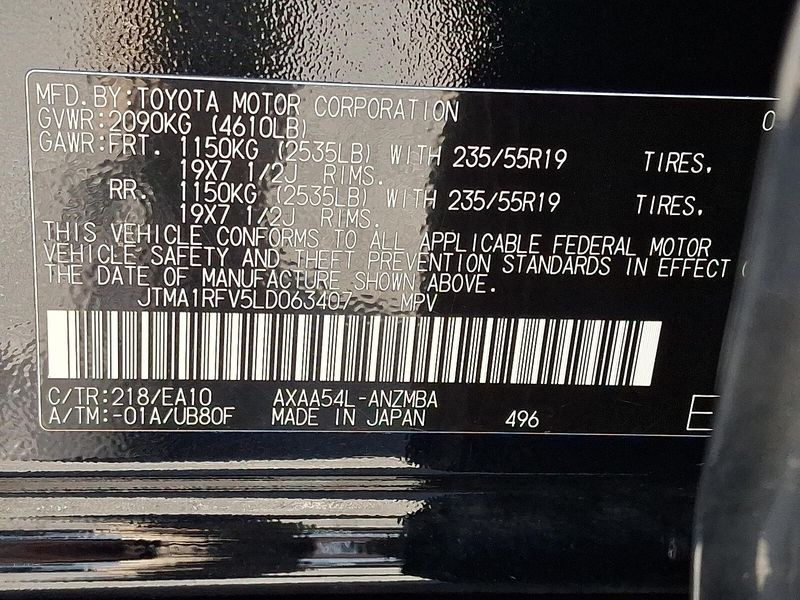 MFD.BY:TOYOTA MOTOR CORPORATION 0
GVWR:2090KG (4610LB)
GAWR:FRT. 1150KG (2535LB) WITH 235/55R19 TIRES,
19X7 1/2J RIMS.
RR. 1150KG (2535LB) WITH 235/55R19 TIRES,
19X7 1/2J RIMS.
THIS VEHICLE CONFORMS TO ALL APPLICABLE FEDERAL MOTOR
VEHICLE SAFETY AND THEFT PREVENTION STANDARDS IN EFFECT
THE DATE OF MANUFACTURE SHOWN ABOVE.
JTMA1RFV5LD063407 MPV
C/TR:218/EA10 AXAA54L-ANZMBA
A/TM:-01A/UB80F MADE IN JAPAN 496